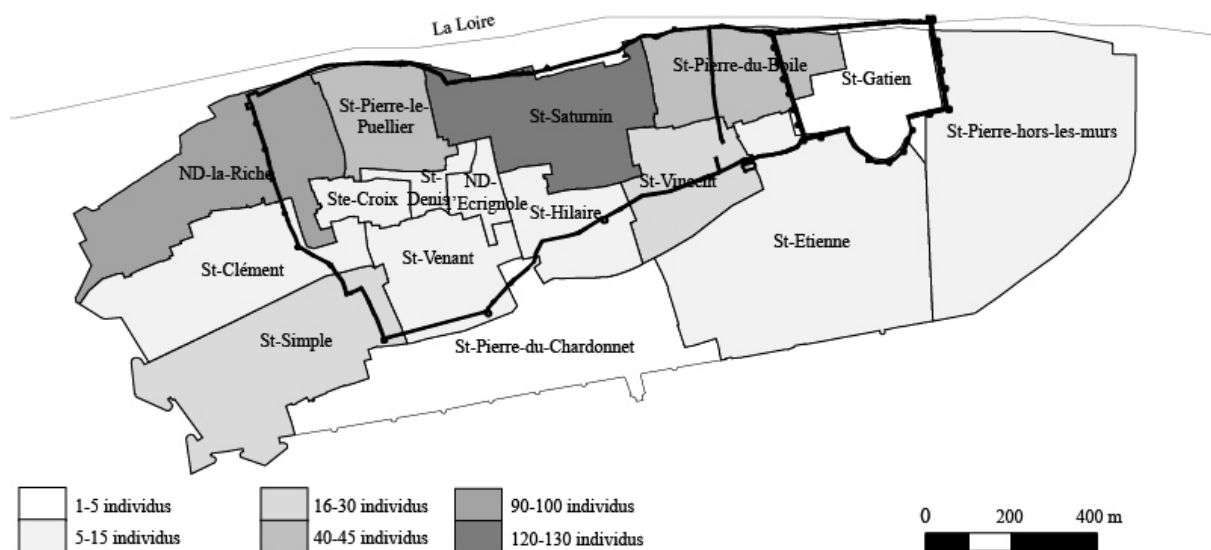 La Loire
St-Pierre-du-Boile
St-Gatien
St-Pierre-le-
Puellier
St-Saturnin
St-Pierre-hors-les-murs
ND-la-Riche
St-
Denis
ND-
l'Ecrignole
Ste-Croix
St-Vincent
St-Hilaire
St-Etienne
St-Clément
St-Venant
St-Simple
St-Pierre-du-Chardonnet
1-5 individus
5-15 individus
16-30 individus
40-45 individus
90-100 individus
120-130 individus
0 200 400 m